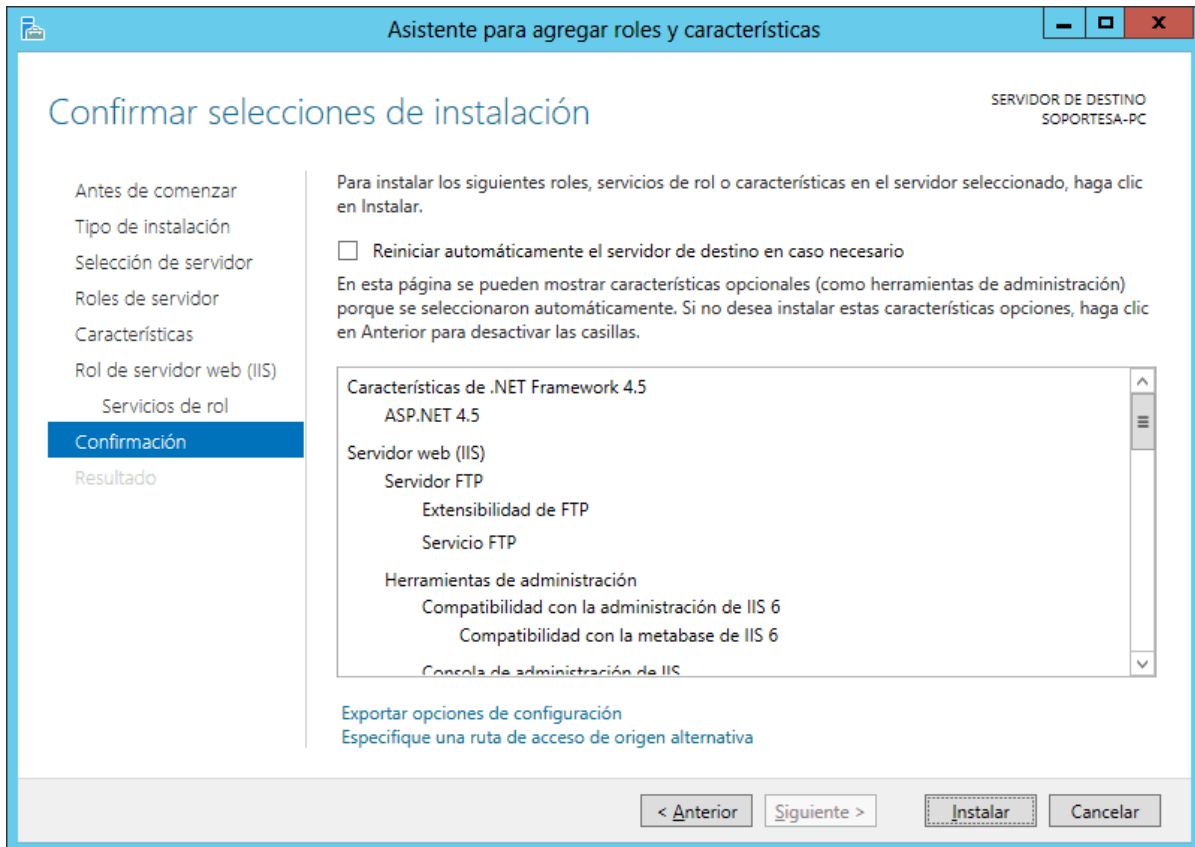 Asistente para agregar roles y características
Confirmar selecciones de instalación
SERVIDOR DE DESTINO
SOPORTESA-PC
Antes de comenzar
Tipo de instalación
Selección de servidor
Roles de servidor
Características
Rol de servidor web (IIS)
Servicios de rol
Confirmación
Resultado
Para instalar los siguientes roles, servicios de rol o características en el servidor seleccionado, haga clic
en Instalar.
Reiniciar automáticamente el servidor de destino en caso necesario
En esta página se pueden mostrar características opcionales (como herramientas de administración)
porque se seleccionaron automáticamente. Si no desea instalar estas características opciones, haga clic
en Anterior para desactivar las casillas.
Características de .NET Framework 4.5
ASP.NET 4.5
Servidor web (IIS)
Servidor FTP
Extensibilidad de FTP
Servicio FTP
Herramientas de administración
Compatibilidad con la administración de IIS 6
Compatibilidad con la metabase de IIS 6
Consola de administración de IIS
Exportar opciones de configuración
Especifique una ruta de acceso de origen alternativa
< Anterior
Siguiente >
Instalar
Cancelar